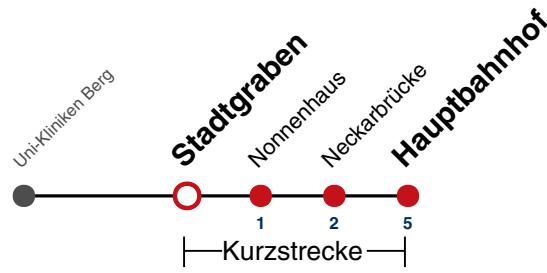 Uni-Kliniken Berg
Stadtgraben
Nonnenhaus
Neckarbrücke
Hauptbahnhof
1 2 5
Kurzstrecke